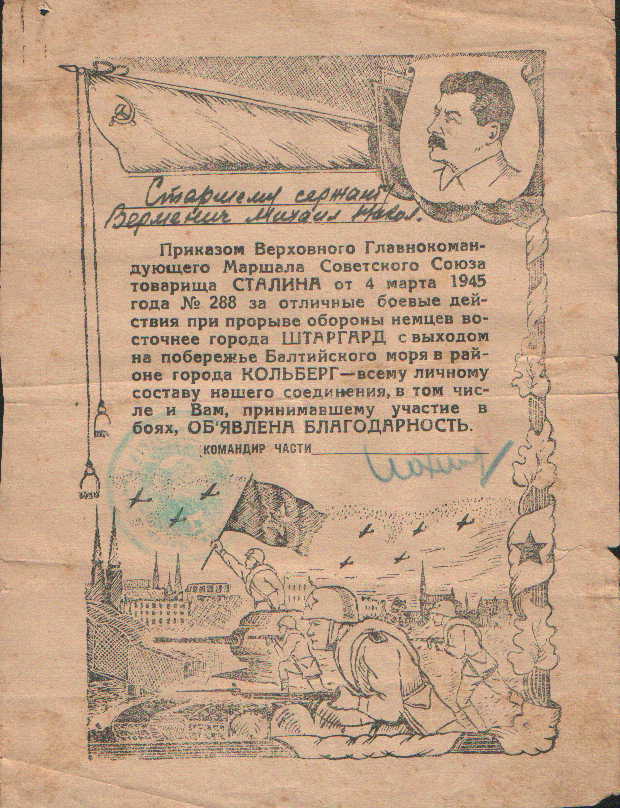 Старшему сержант
Верменич Михаил Никол.
Приказом Верховного Главнокоман-
дующего Маршала Советского Союза
товарища СТАЛИНА от 4 марта 1945
года № 288 за отличные боевые дей-
ствия при прорыве обороны немцев во-
сточнее города ШТАРГАРД с выходом
на побережье Балтийского моря в рай-
оне города КОЛЬБЕРГ—всему личному
составу нашего соединения, в том чис-
ле и Вам, принимавшему участие в
боях, ОБ'ЯВЛЕНА БЛАГОДАРНОСТЬ.
КОМАНДИР ЧАСТИ